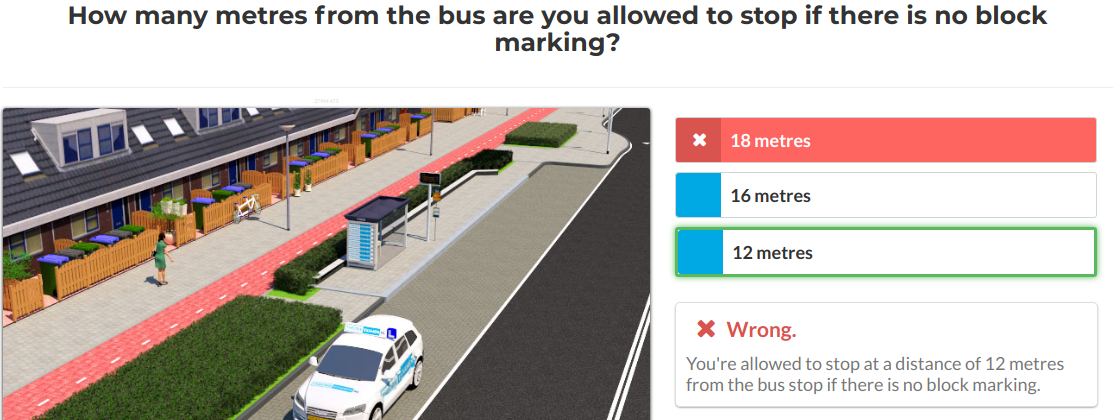 How many metres from the bus are you allowed to stop if there is no block
marking?
18 metres
16 metres
12 metres
L
Wrong.
You're allowed to stop at a distance of 12 metres
from the bus stop if there is no block marking.